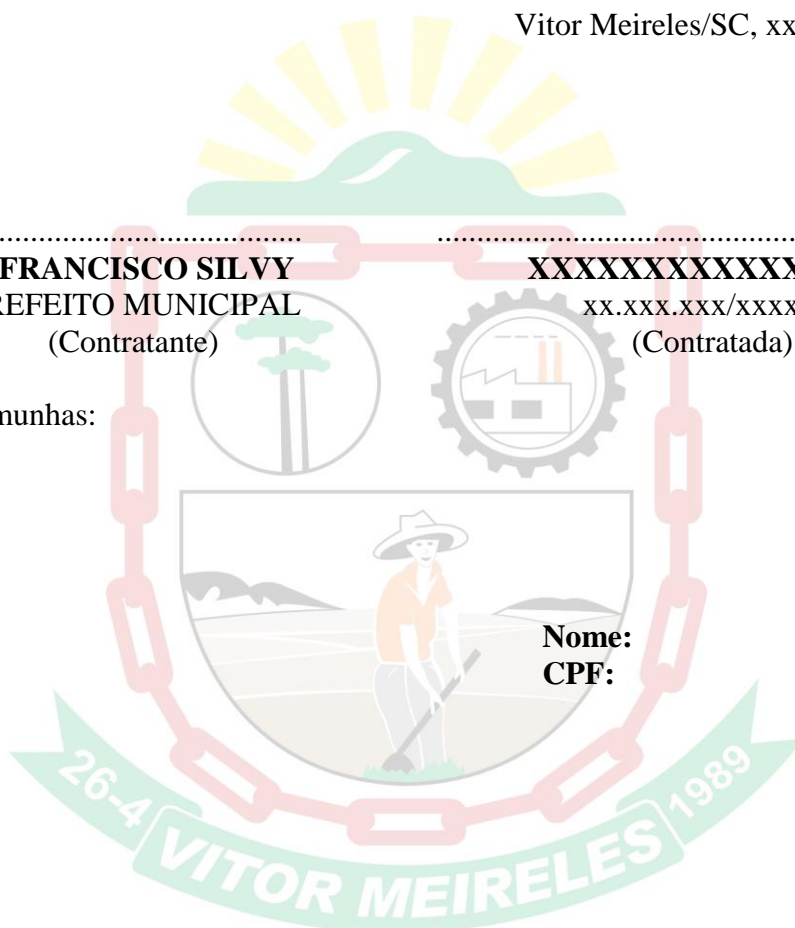 Vitor Meireles/SC, xx
.......................................
..............................................
FRANCISCO SILVY
XXXXXXXXXXXX
REFEITO MUNICIPAL
xx.xxx.xxx/xxxx
(Contratante)
(Contratada)
munhas:
Nome:
CPF:
26-4
VITOR MEIRELES
1989